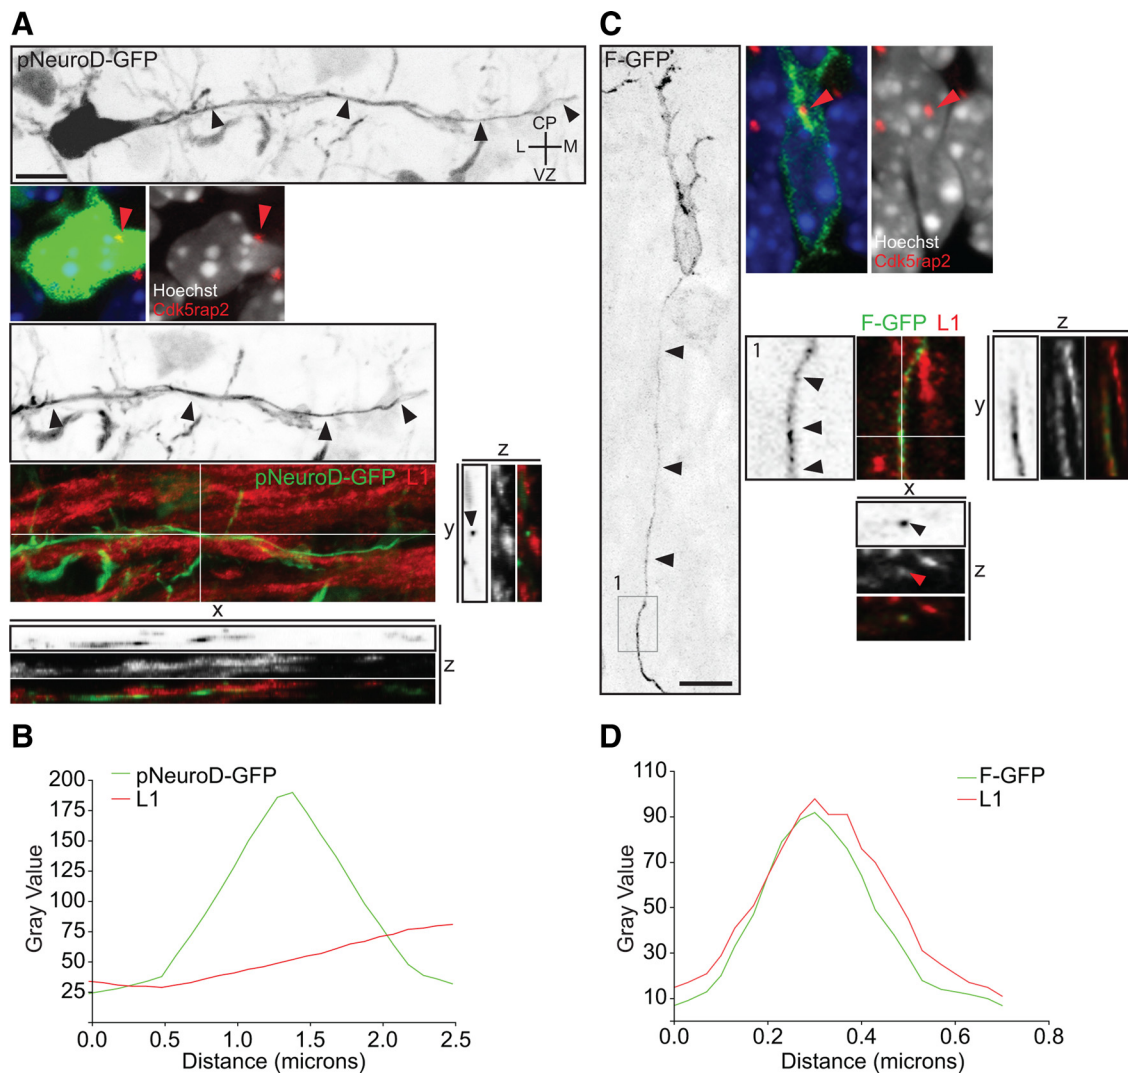 A
pNeuroD-GFP
CP
L M
VZ
Hoechst
Cdk5rap2
pNeuroD-GFP L1
z
y
x
z
C
F-GFP
1
Hoechst
Cdk5rap2
F-GFP L1
1
z
y
x
z
B
pNeuroD-GFP
L1
200
175
150
125
100
75
50
25
Gray Value
0.0 0.5 1.0 1.5 2.0 2.5
Distance (microns)
D
F-GFP
L1
110
90
70
50
30
10
Gray Value
0.0 0.2 0.4 0.6 0.8
Distance (microns)